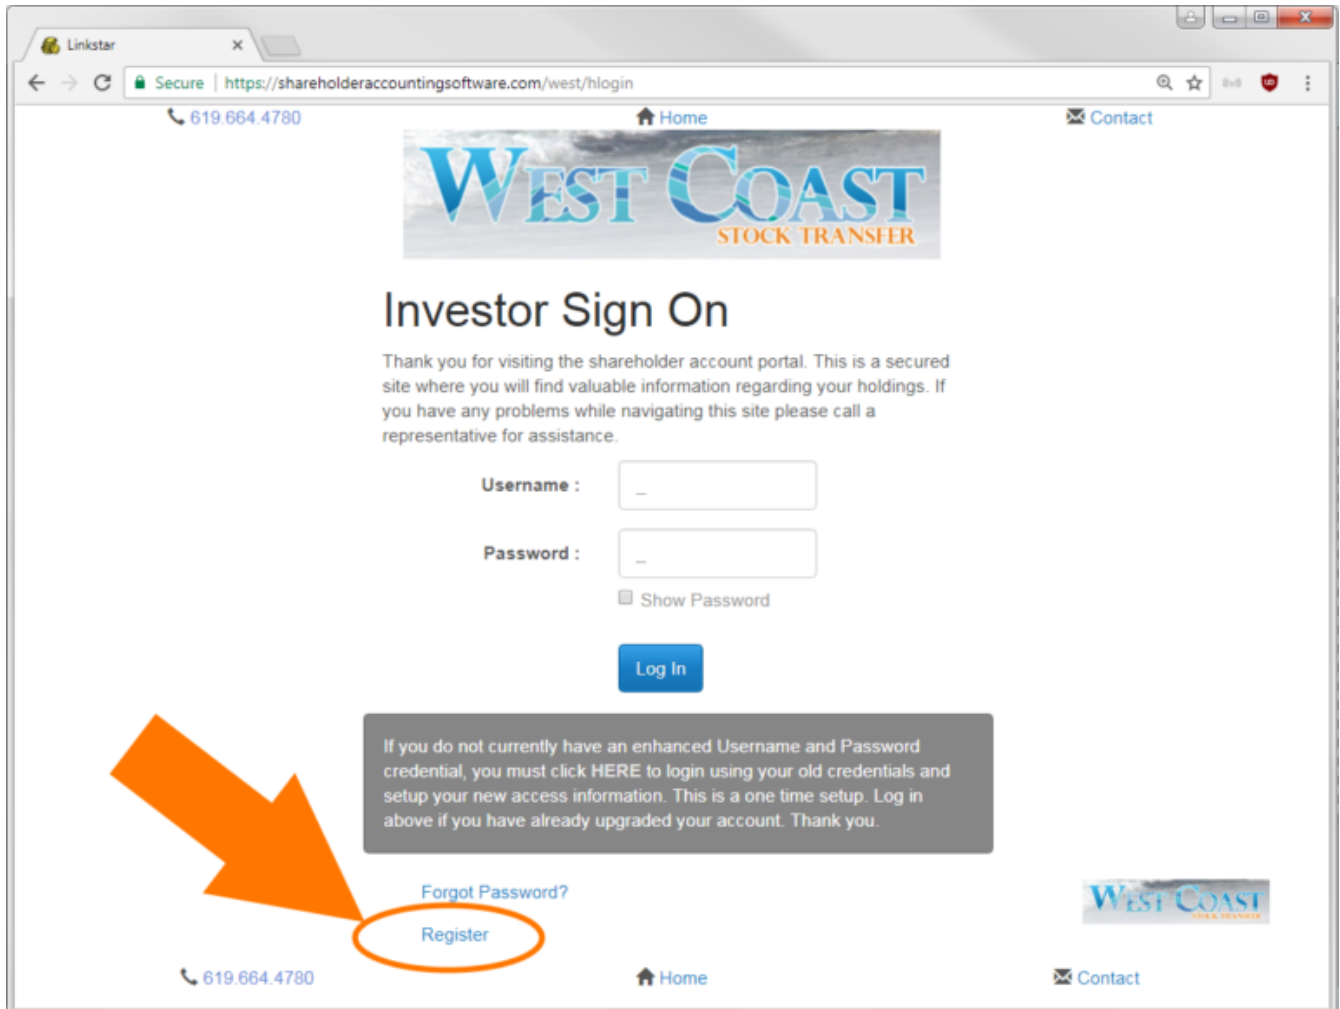 Linkstar
Secure | https://shareholderaccountingsoftware.com/west/hlogin
619.664.4780 Home Contact
WEST COAST
STOCK TRANSFER
Investor Sign On
Thank you for visiting the shareholder account portal. This is a secured
site where you will find valuable information regarding your holdings. If
you have any problems while navigating this site please call a
representative for assistance.
Username :
_
Password :
_
Show Password
Log In
If you do not currently have an enhanced Username and Password
credential, you must click HERE to login using your old credentials and
setup your new access information. This is a one time setup. Log in
above if you have already upgraded your account. Thank you.
Forgot Password?
WEST COAST
STOCK TRANSFER
Register
619.664.4780 Home Contact